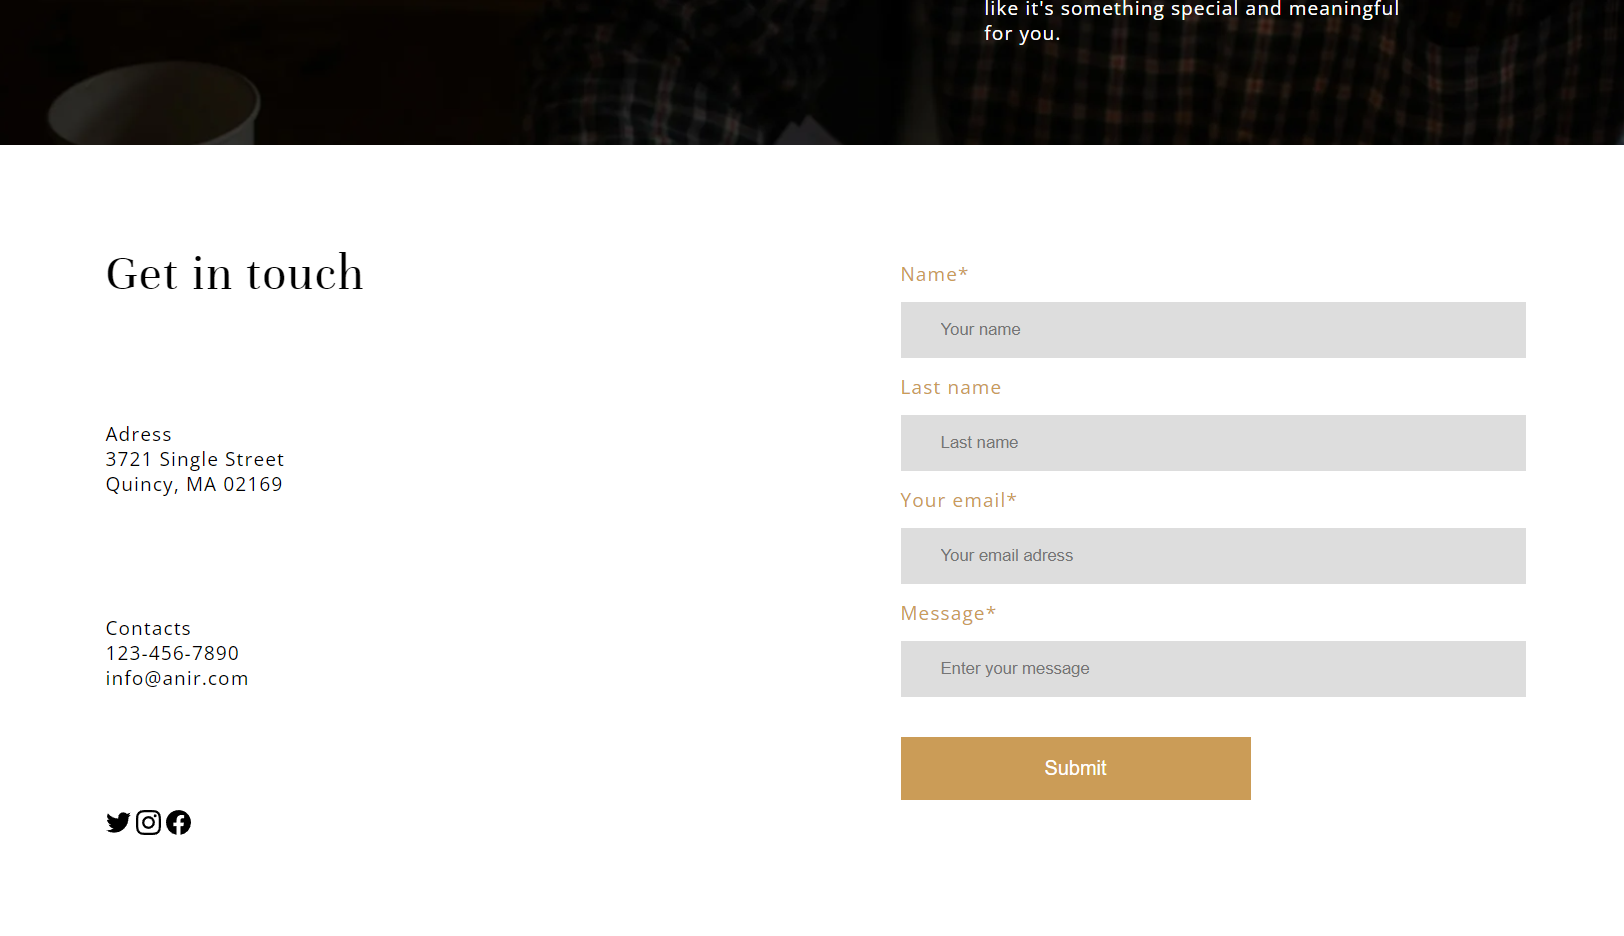 like it's something special and meaningful
for you.
Get in touch
Adress
3721 Single Street
Quincy, MA 02169
Contacts
123-456-7890
info@anir.com
Name*
Your name
Last name
Last name
Your email*
Your email adress
Message*
Enter your message
Submit